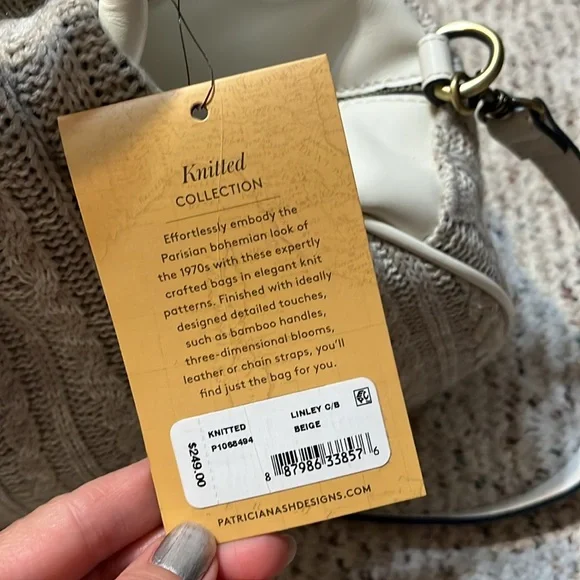 Knitted
COLLECTION
Effortlessly embody the
Parisian bohemian look of
the 1970s with these expertly
crafted bags in elegant knit
patterns. Finished with ideally
designed detailed touches,
such as bamboo handles,
three-dimensional blooms,
leather or chain straps, you'll
find just the bag for you.
$249.00
KNITTED
P1068494
LINLEY C/B
BEIGE
8 87986 33857 6
PATRICIANASHDESIGNS.COM